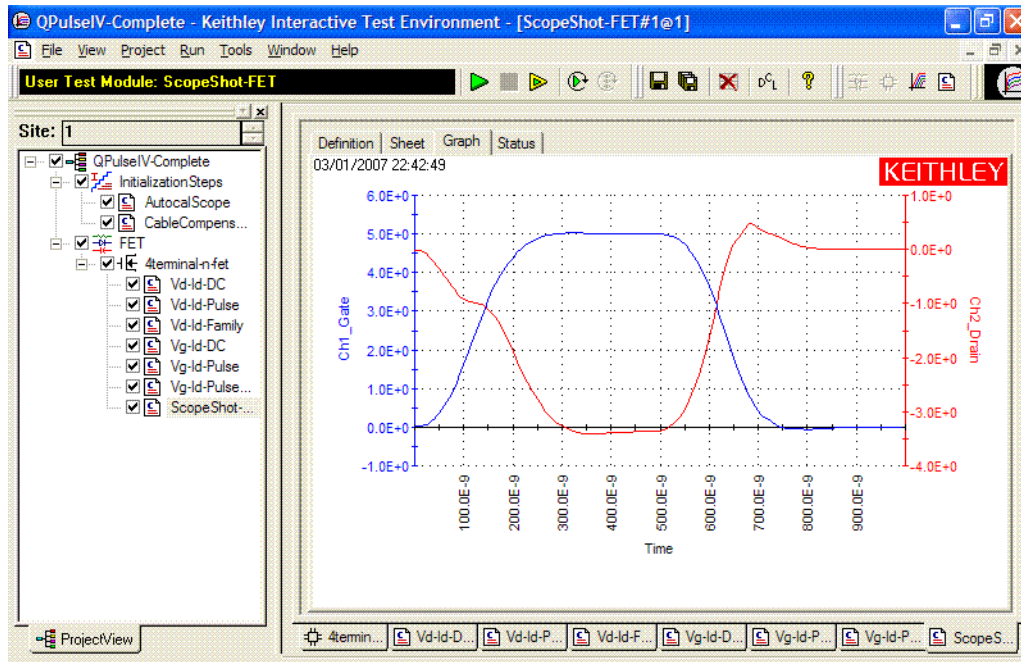 QPulseIV-Complete - Keithley Interactive Test Environment - [ScopeShot-FET#1@1]
File View Project Run Tools Window Help
User Test Module: ScopeShot-FET
Site: 1
QPulseIV-Complete
InitializationSteps
AutocalScope
CableCompens...
FET
4terminal-n-fet
Vd-Id-DC
Vd-Id-Pulse
Vd-Id-Family
Vg-Id-DC
Vg-Id-Pulse
Vg-Id-Pulse...
ScopeShot-...
ProjectView
Definition Sheet Graph Status
03/01/2007 22:42:49
KEITHLEY
6.0E+0
5.0E+0
4.0E+0
3.0E+0
2.0E+0
1.0E+0
0.0E+0
-1.0E+0
Ch1_Gate
1.0E+0
0.0E+0
-1.0E+0
-2.0E+0
-3.0E+0
-4.0E+0
Ch2_Drain
100.0E-9
200.0E-9
300.0E-9
400.0E-9
500.0E-9
600.0E-9
700.0E-9
800.0E-9
900.0E-9
Time
4termin... Vd-Id-D... Vd-Id-P... Vd-Id-F... Vg-Id-D... Vg-Id-P... Vg-Id-P... ScopeS...